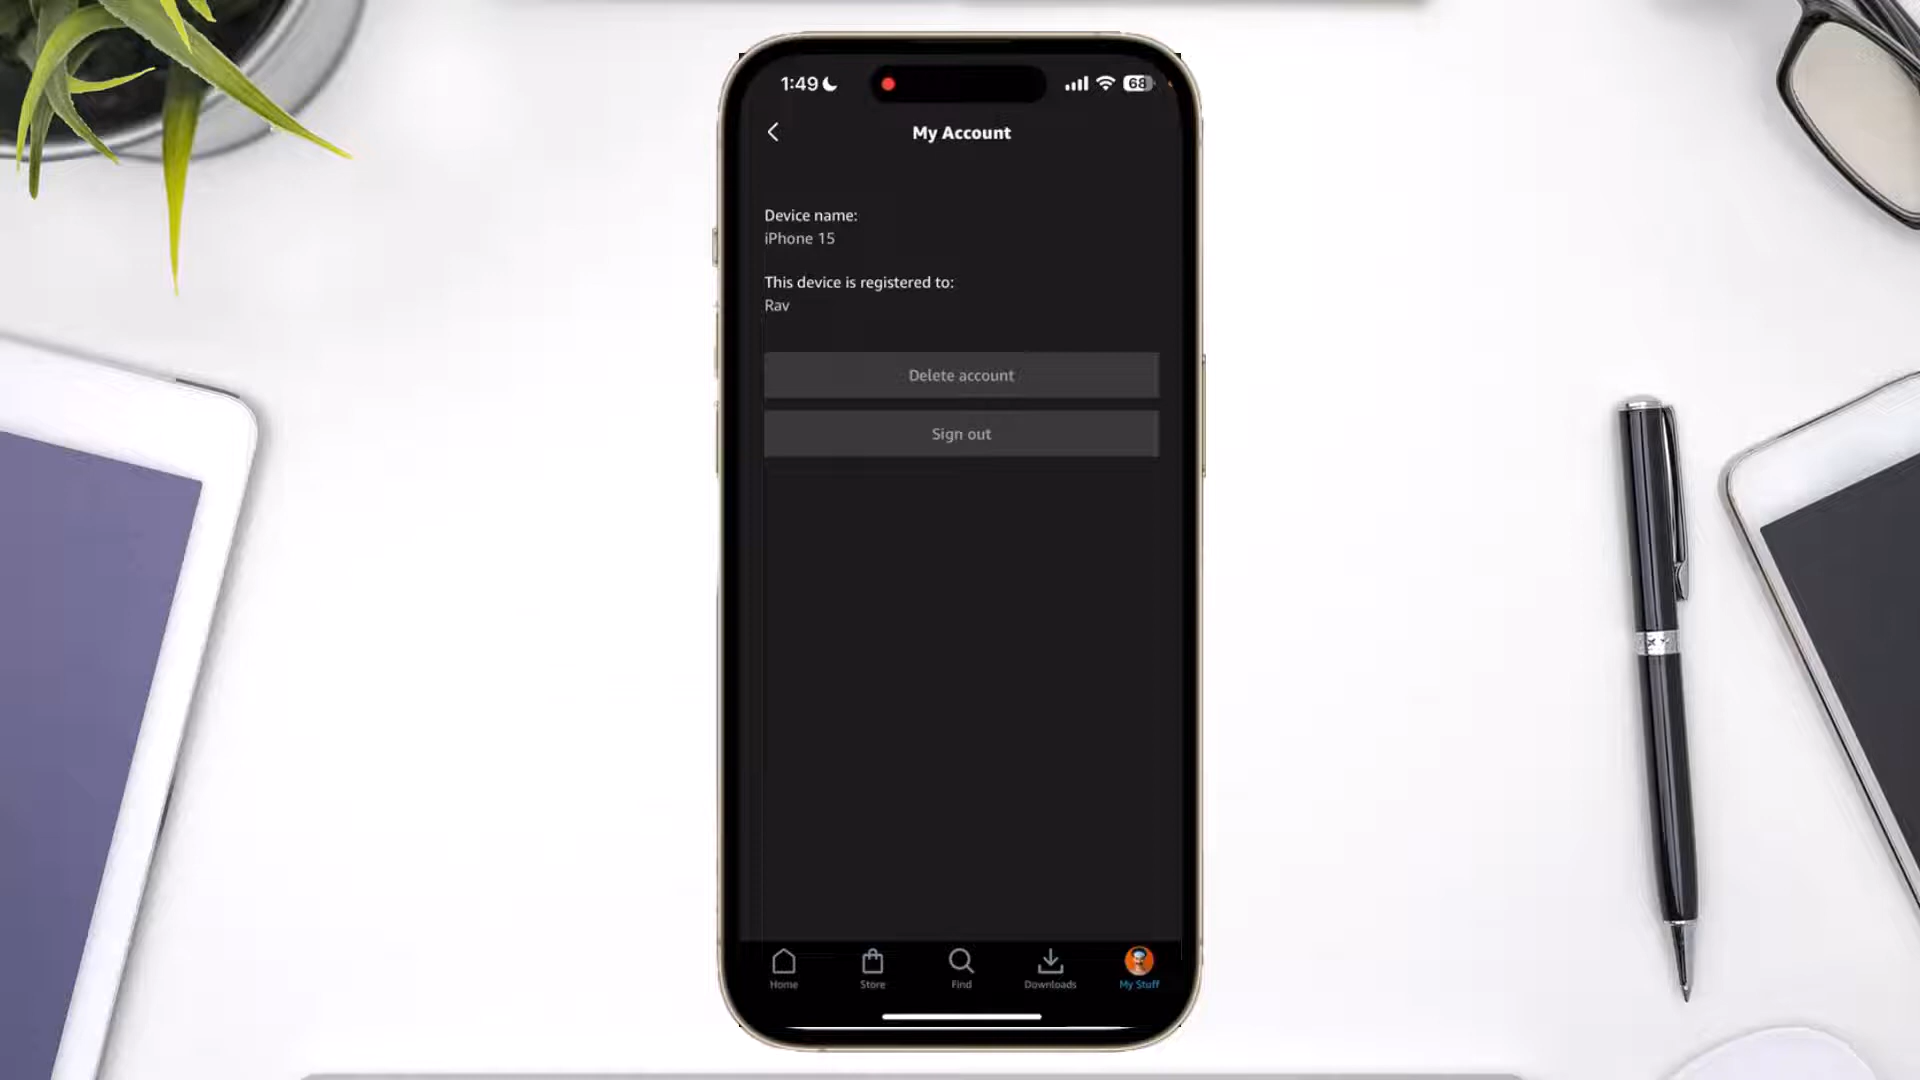 1:49
68
My Account
Device name:
iPhone 15
This device is registered to:
Rav
Delete account
Sign out
Home
Store
Find
Downloads
My Stuff